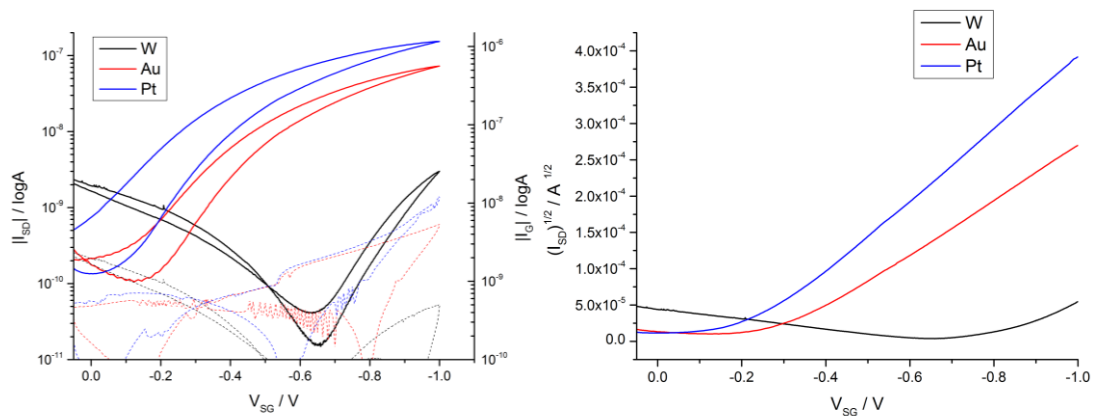 W
Au
Pt
10^-7
10^-8
10^-9
10^-10
10^-11
|I_SD| / logA
0.0 -0.2 -0.4 -0.6 -0.8 -1.0
V_SG / V
10^-6
10^-7
10^-8
10^-9
10^-10
|I_G| / logA
W
Au
Pt
4.0x10^-4
3.5x10^-4
3.0x10^-4
2.5x10^-4
2.0x10^-4
1.5x10^-4
1.0x10^-4
5.0x10^-5
0.0
(I_SD)^1/2 / A^1/2
0.0 -0.2 -0.4 -0.6 -0.8 -1.0
V_SG / V